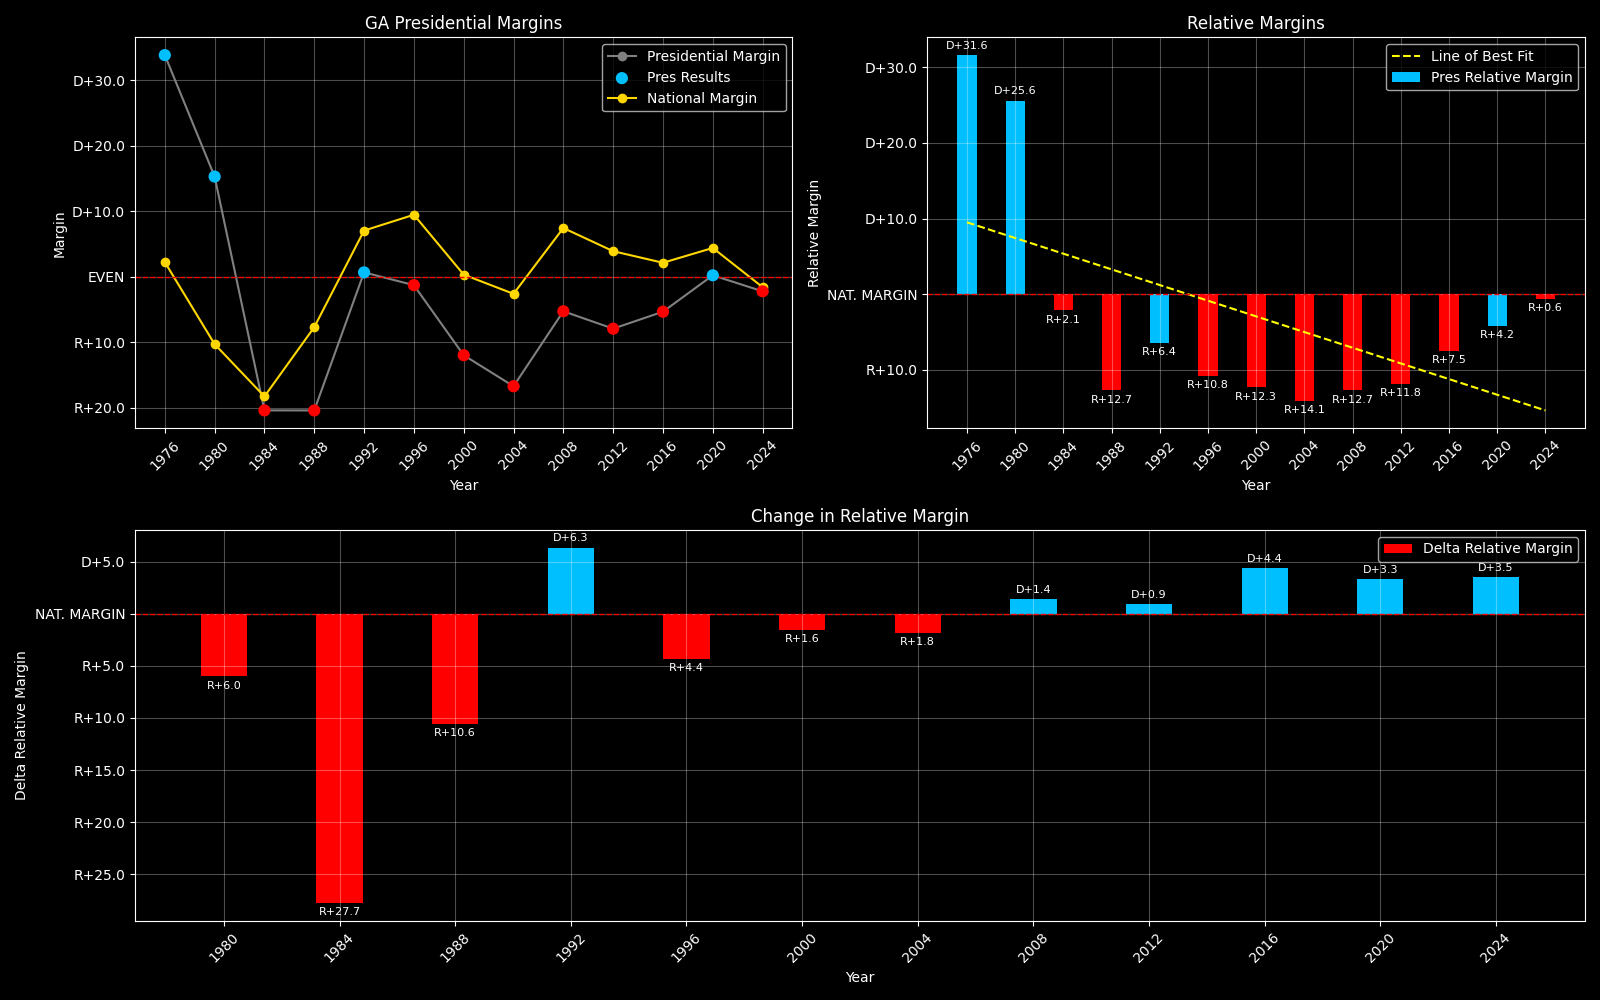 GA Presidential Margins
Presidential Margin
Pres Results
National Margin
D+30.0
D+20.0
D+10.0
EVEN
R+10.0
R+20.0
Margin
1976
1980
1984
1988
1992
1996
2000
2004
2008
2012
2016
2020
2024
Year
Relative Margins
Line of Best Fit
Pres Relative Margin
D+30.0
D+20.0
D+10.0
NAT. MARGIN
R+10.0
Relative Margin
D+31.6
D+25.6
R+2.1
R+12.7
R+6.4
R+10.8
R+12.3
R+14.1
R+12.7
R+11.8
R+7.5
R+4.2
R+0.6
1976
1980
1984
1988
1992
1996
2000
2004
2008
2012
2016
2020
2024
Year
Change in Relative Margin
Delta Relative Margin
D+5.0
NAT. MARGIN
R+5.0
R+10.0
R+15.0
R+20.0
R+25.0
Delta Relative Margin
R+6.0
R+27.7
R+10.6
D+6.3
R+4.4
R+1.6
R+1.8
D+1.4
D+0.9
D+4.4
D+3.3
D+3.5
1980
1984
1988
1992
1996
2000
2004
2008
2012
2016
2020
2024
Year